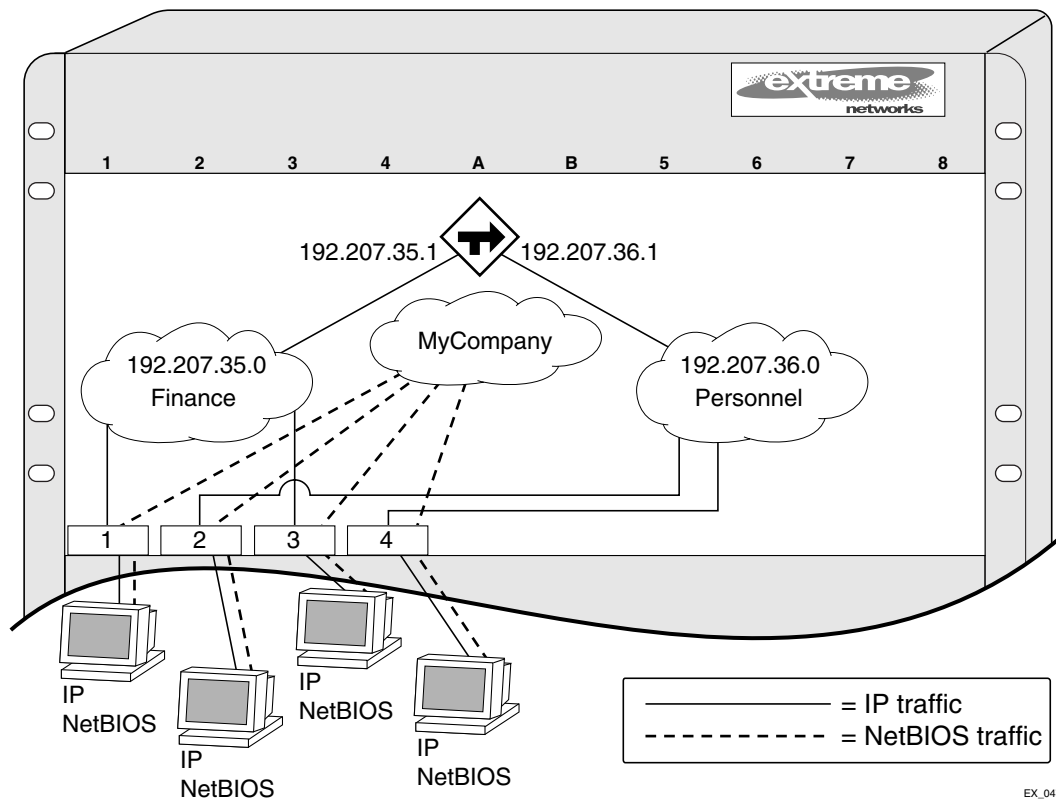 extreme
networks
1 2 3 4 A B 5 6 7 8
192.207.35.1 192.207.36.1
MyCompany
192.207.35.0
Finance
192.207.36.0
Personnel
1 2 3 4
IP
NetBIOS
IP
NetBIOS
IP
NetBIOS
IP
NetBIOS
= IP traffic
= NetBIOS traffic
EX_04